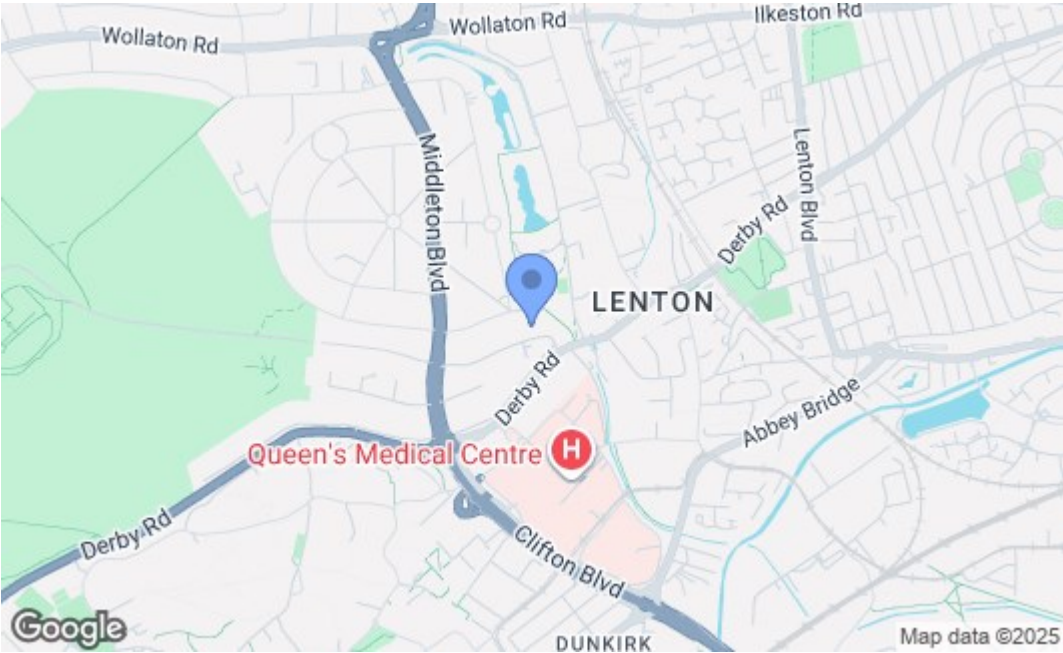 Wollaton Rd
Wollaton Rd
Ilkeston Rd
Middleton Blvd
Lenton Blvd
Derby Rd
LENTON
Derby Rd
Abbey Bridge
Queen's Medical Centre
H
Derby Rd
Clifton Blvd
DUNKIRK
Google
Map data ©2025